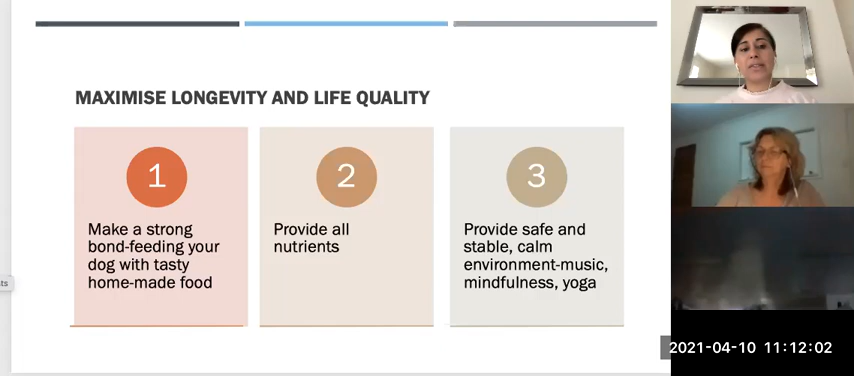 MAXIMISE LONGEVITY AND LIFE QUALITY
1
Make a strong
bond-feeding your
dog with tasty
home-made food
2
Provide all
nutrients
3
Provide safe and
stable, calm
environment-music,
mindfulness, yoga
ts
2021-04-10 11:12:02